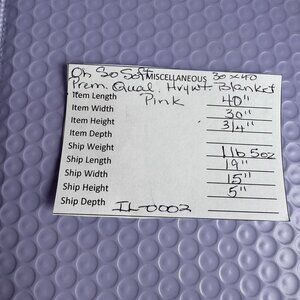 Oh So Soft MISCELLANEOUS 30x40
Prem. Qual. Hvywt. Blanket
Item Length Pink 40"
Item Width 30"
Item Height 3/4"
Item Depth
Ship Weight 1lb 5oz
Ship Length 19"
Ship Width 15"
Ship Height 5"
Ship Depth IL-0002